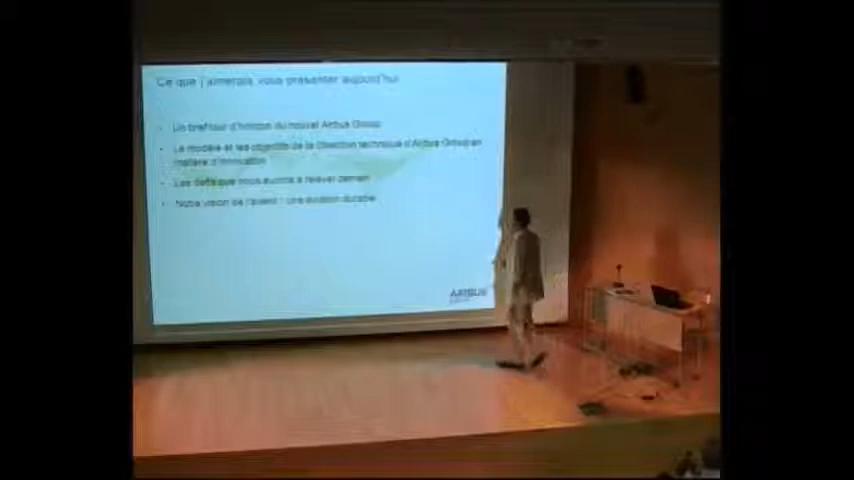 Ce que j'aimerais vous présenter aujourd'hui
Un bref tour d'horizon du nouvel Airbus Group
Le modèle et les objectifs de la Direction technique d'Airbus Group en
matière d'innovation
Les défis que nous aurons à relever demain
Notre vision de l'avenir : une aviation durable
AIRBUS